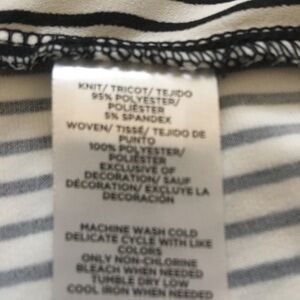 KNIT/ TRICOT/ TEJIDO
95% POLYESTER/
POLIÉSTER
5% SPANDEX
WOVEN/ TISSÉ/ TEJIDO DE
PUNTO
100% POLYESTER/
POLIÉSTER
EXCLUSIVE OF
DECORATION/ SAUF
DÉCORATION/ EXCLUYE LA
DECORACIÓN
MACHINE WASH COLD
DELICATE CYCLE WITH LIKE
COLORS
ONLY NON-CHLORINE
BLEACH WHEN NEEDED
TUMBLE DRY LOW
COOL IRON WHEN NEEDED